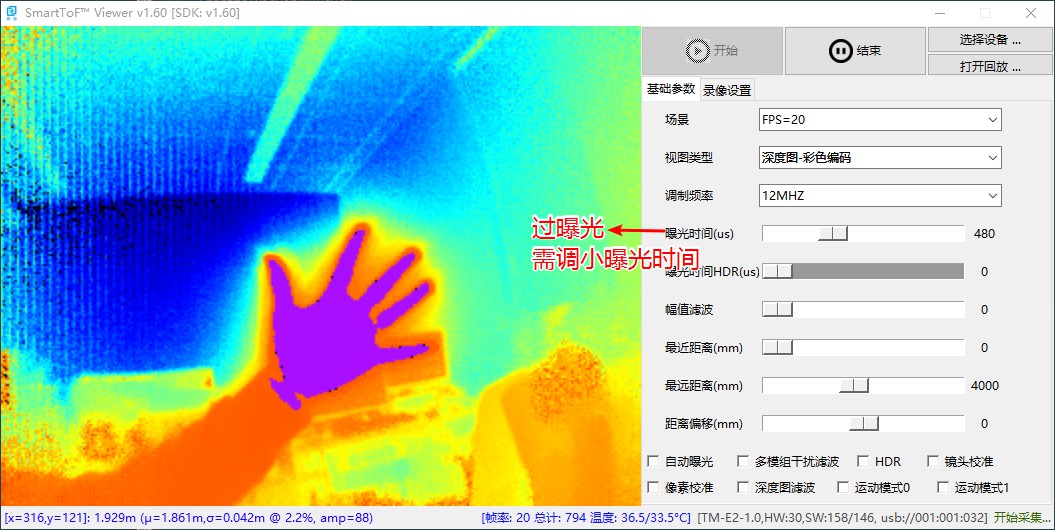 SmartToF™ Viewer v1.60 [SDK: v1.60]
开始
结束
选择设备 ...
打开回放 ...
基础参数 录像设置
场景 FPS=20
视图类型 深度图-彩色编码
调制频率 12MHZ
过曝光
需调小曝光时间
曝光时间(us) 480
曝光时间HDR(us) 0
幅值滤波 0
最近距离(mm) 0
最远距离(mm) 4000
距离偏移(mm) 0
自动曝光 多模组干扰滤波 HDR 镜头校准
像素校准 深度图滤波 运动模式0 运动模式1
[x=316,y=121]: 1.929m (μ=1.861m,σ=0.042m @ 2.2%, amp=88) [帧率: 20 总计: 794 温度: 36.5/33.5°C] [TM-E2-1.0,HW:30,SW:158/146, usb://001:001:032] 开始采集...